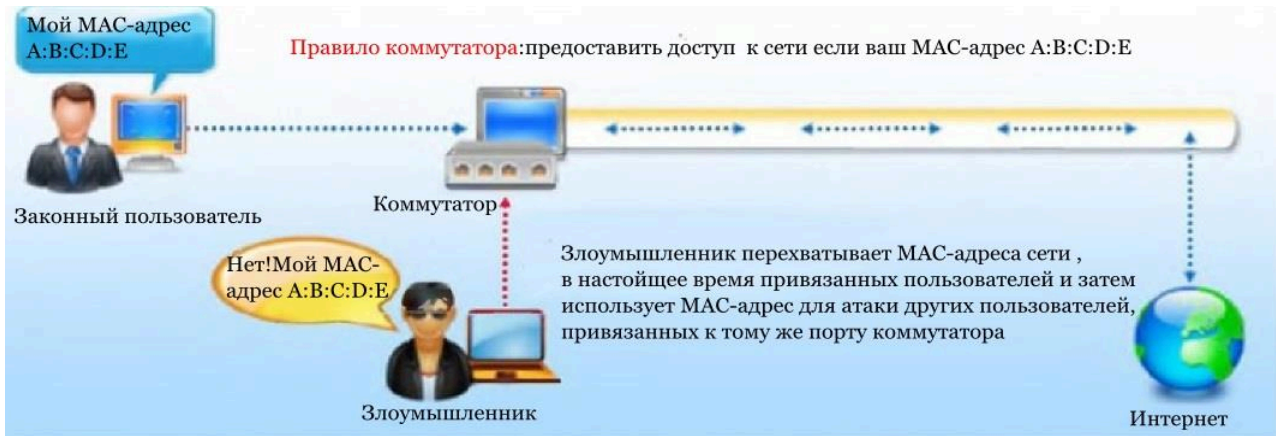 Мой MAC-адрес
A:B:C:D:E
Правило коммутатора:предоставить доступ к сети если ваш MAC-адрес A:B:C:D:E
Законный пользователь
Коммутатор
Нет!Мой MAC-
адрес A:B:C:D:E
Злоумышленник перехватывает MAC-адреса сети ,
в настойщее время привязанных пользователей и затем
использует MAC-адрес для атаки других пользователей,
привязанных к тому же порту коммутатора
Злоумышленник
Интернет